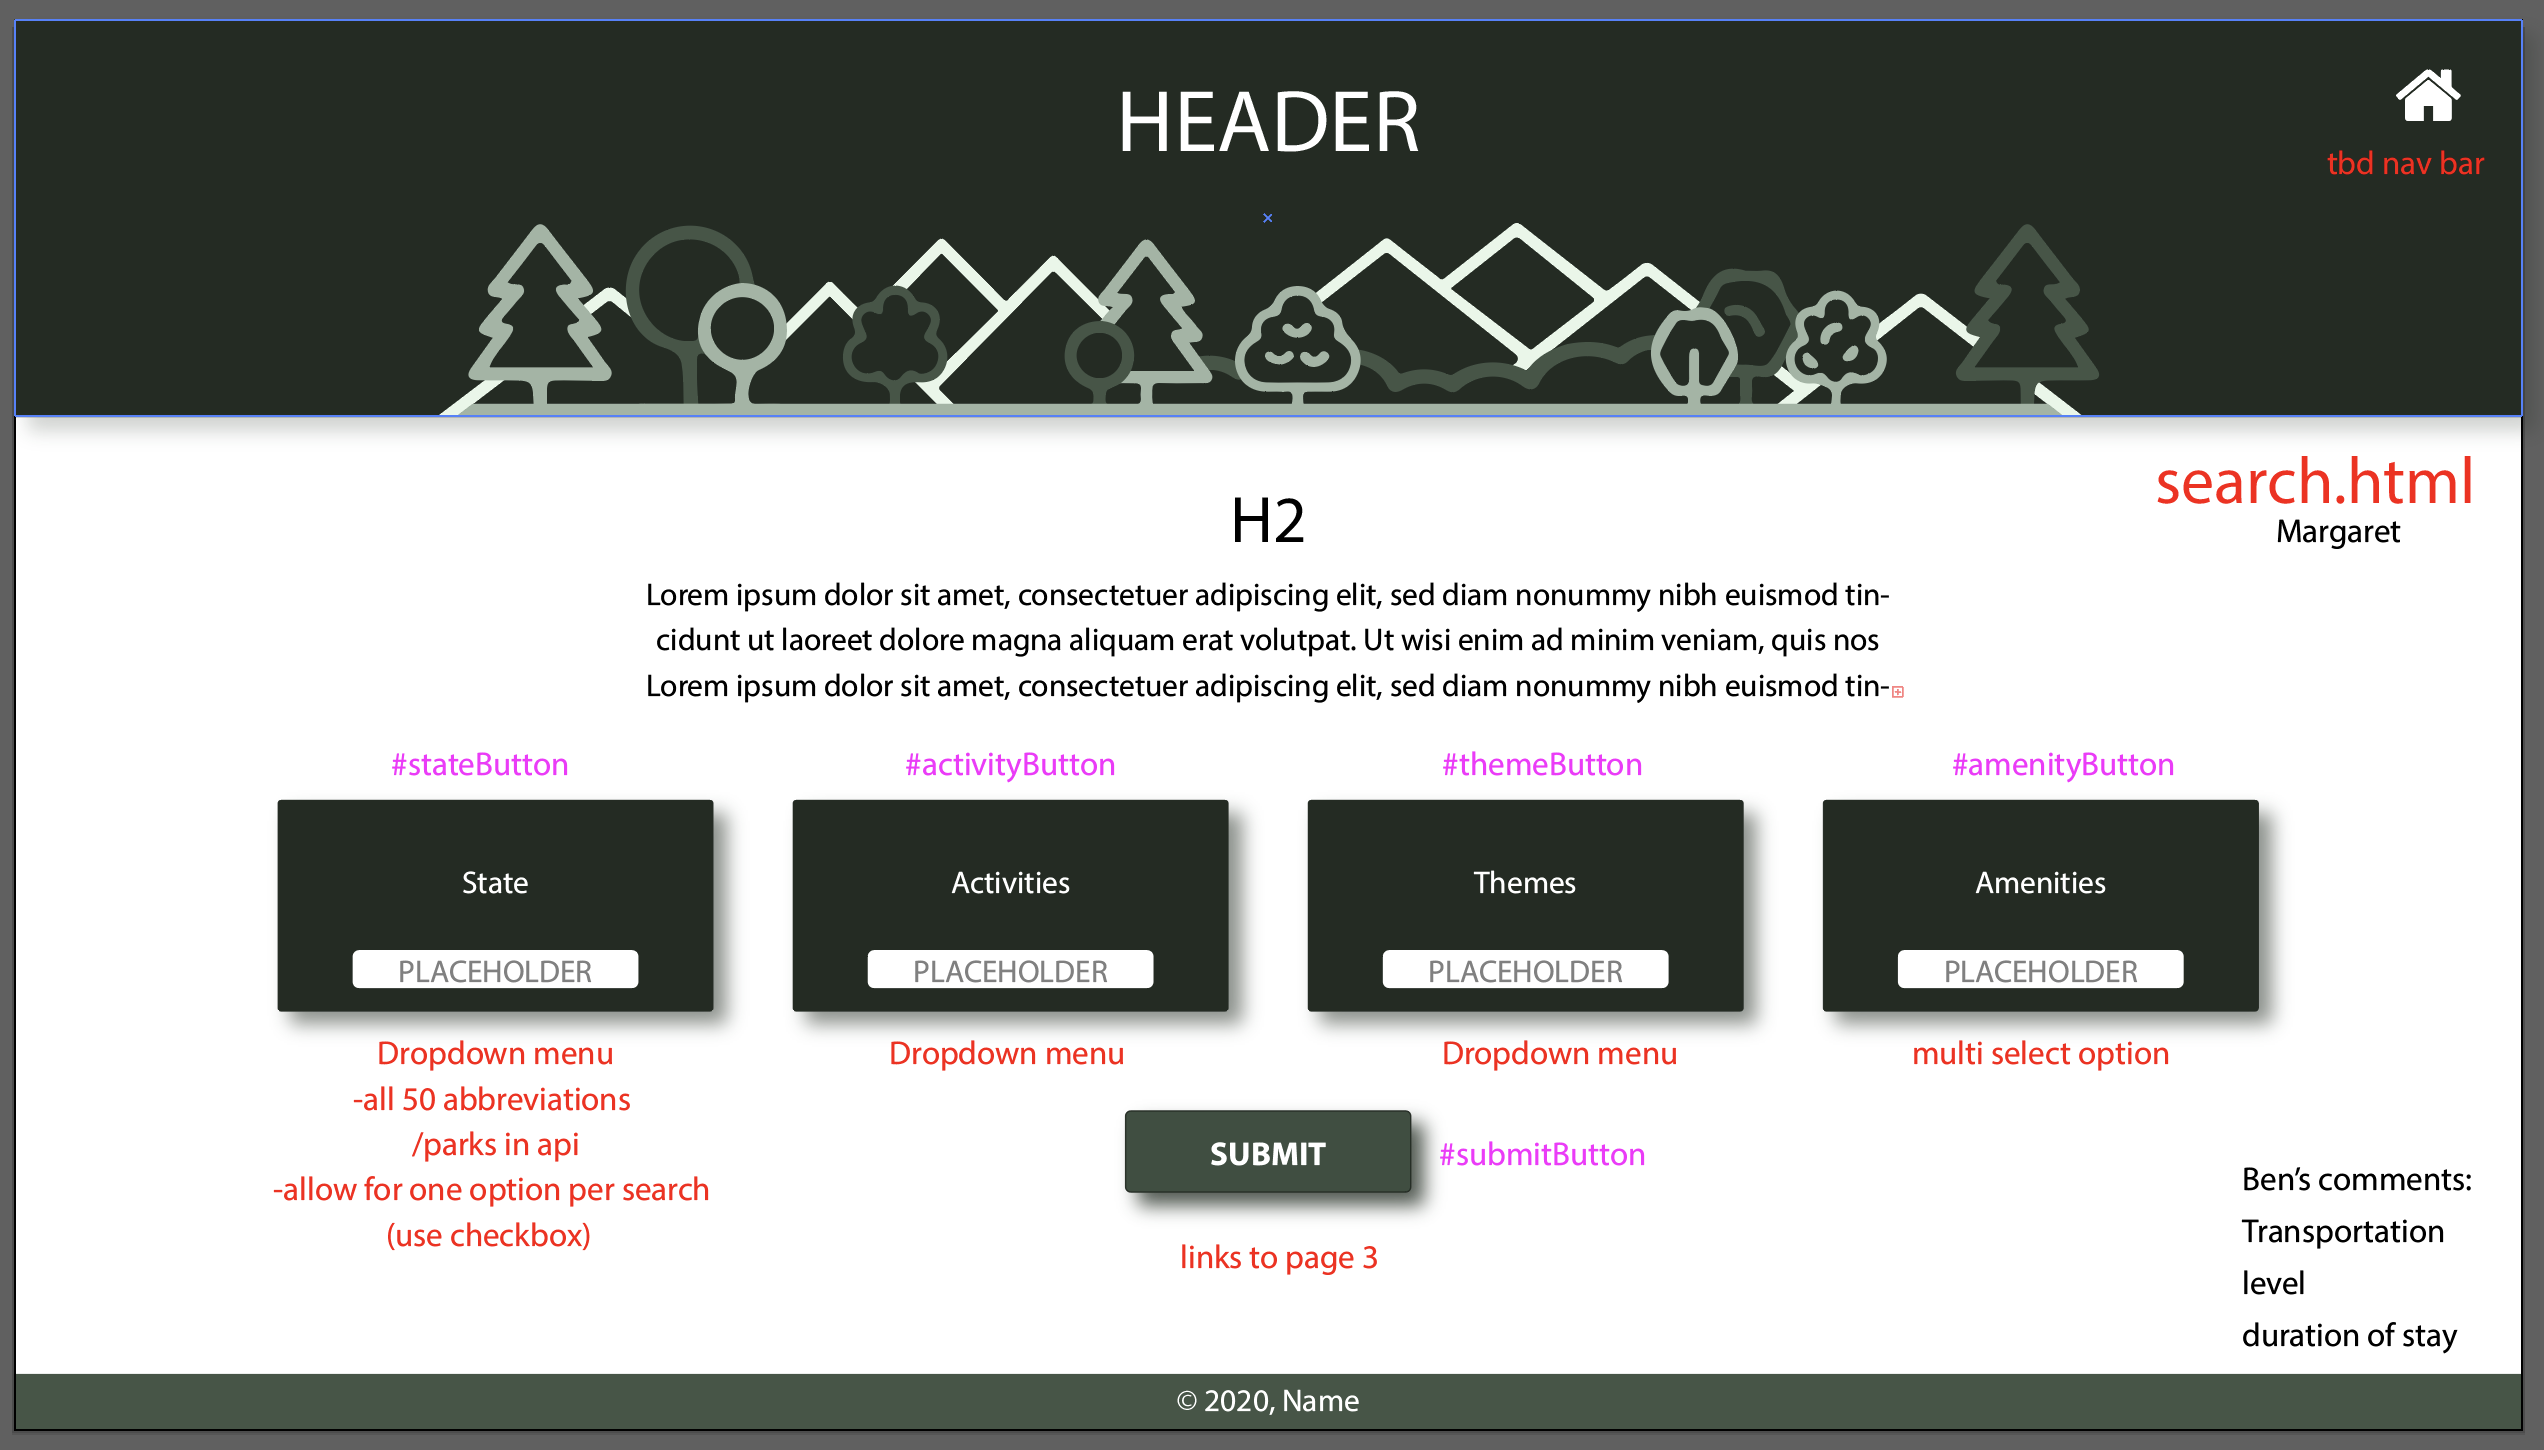 HEADER
tbd nav bar
search.html
Margaret
H2
Lorem ipsum dolor sit amet, consectetuer adipiscing elit, sed diam nonummy nibh euismod tin-
cidunt ut laoreet dolore magna aliquam erat volutpat. Ut wisi enim ad minim veniam, quis nos
Lorem ipsum dolor sit amet, consectetuer adipiscing elit, sed diam nonummy nibh euismod tin-
#stateButton
#activityButton
#themeButton
#amenityButton
State
Activities
Themes
Amenities
PLACEHOLDER
PLACEHOLDER
PLACEHOLDER
PLACEHOLDER
Dropdown menu
-all 50 abbreviations
/parks in api
-allow for one option per search
(use checkbox)
Dropdown menu
Dropdown menu
multi select option
SUBMIT
#submitButton
links to page 3
Ben’s comments:
Transportation
level
duration of stay
© 2020, Name